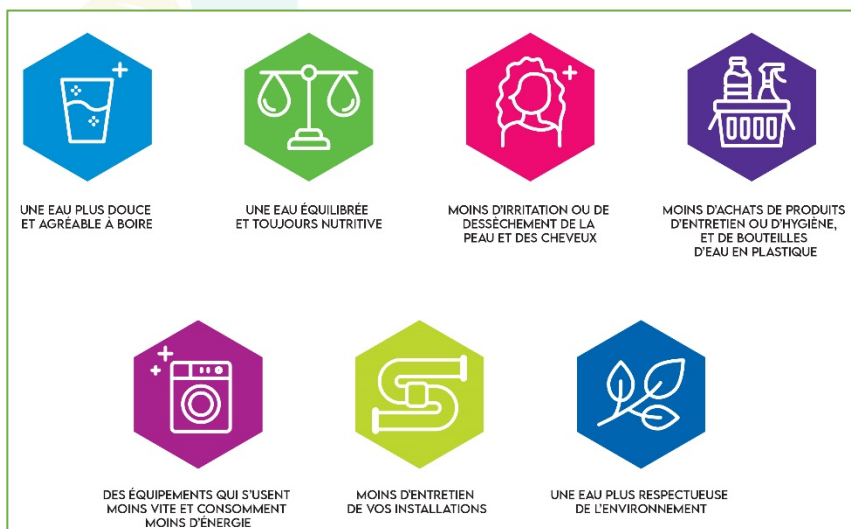 UNE EAU PLUS DOUCE
ET AGRÉABLE À BOIRE
UNE EAU ÉQUILIBRÉE
ET TOUJOURS NUTRITIVE
MOINS D'IRRITATION OU DE
DESSÈCHEMENT DE LA
PEAU ET DES CHEVEUX
MOINS D'ACHATS DE PRODUITS
D'ENTRETIEN OU D'HYGIÈNE,
ET DE BOUTEILLES
D'EAU EN PLASTIQUE
DES ÉQUIPEMENTS QUI S'USENT
MOINS VITE ET CONSOMMENT
MOINS D'ÉNERGIE
MOINS D'ENTRETIEN
DE VOS INSTALLATIONS
UNE EAU PLUS RESPECTUEUSE
DE L'ENVIRONNEMENT